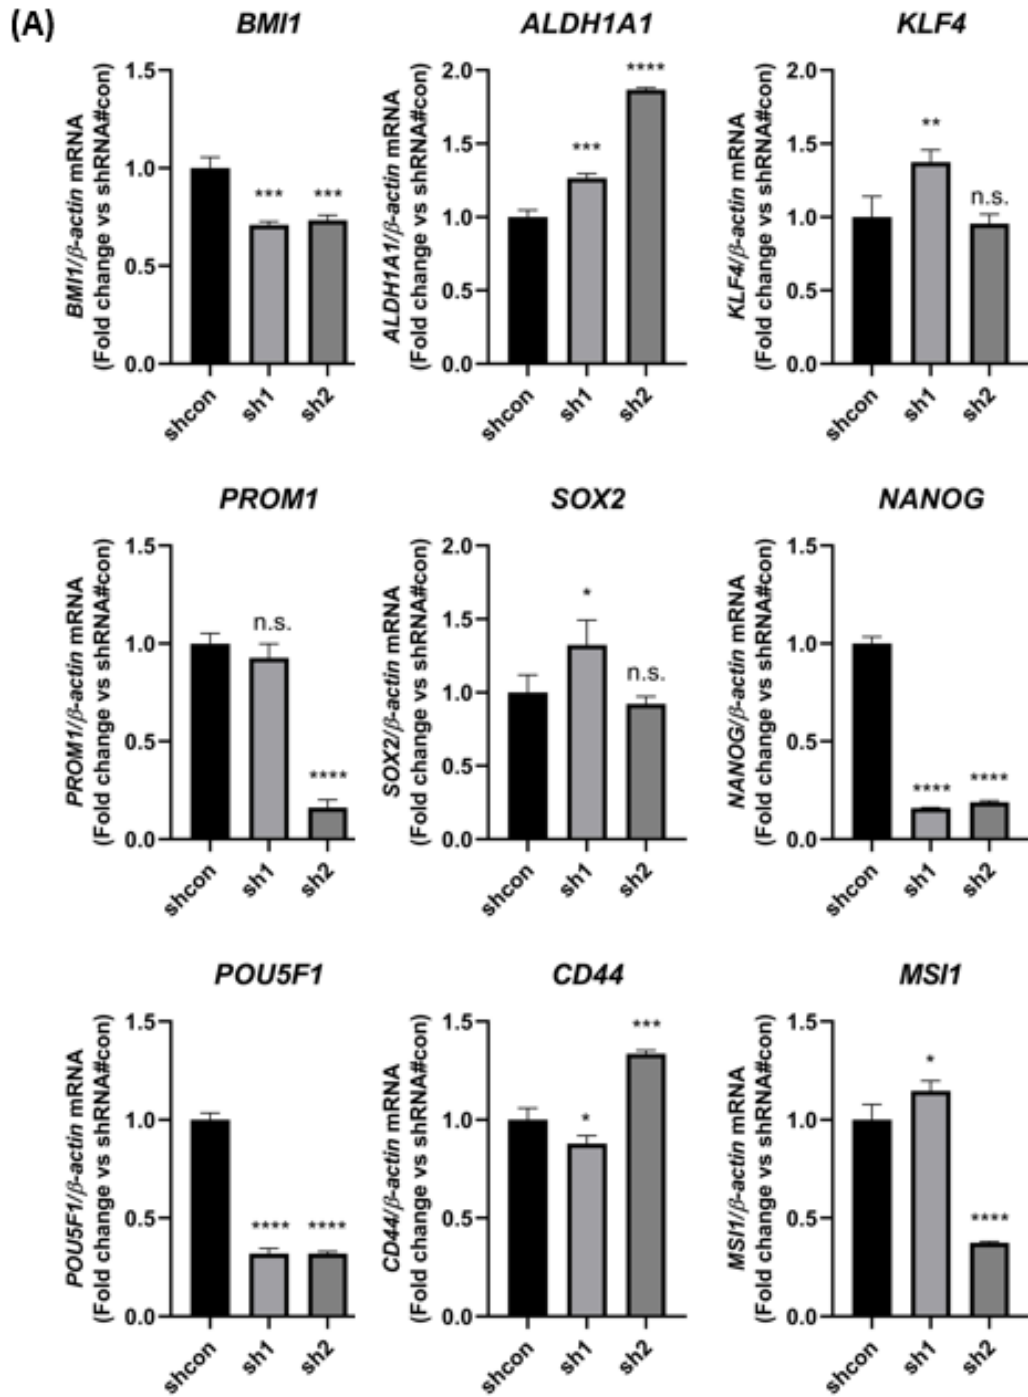 (A)
BMI1
BMI1/β-actin mRNA
(Fold change vs shRNA#con)
1.5
1.0
0.5
0.0
***
***
shcon
sh1
sh2
ALDH1A1
ALDH1A1/β-actin mRNA
(Fold change vs shRNA#con)
2.0
1.5
1.0
0.5
0.0
***
****
shcon
sh1
sh2
KLF4
KLF4/β-actin mRNA
(Fold change vs shRNA#con)
2.0
1.5
1.0
0.5
0.0
**
n.s.
shcon
sh1
sh2
PROM1
PROM1/β-actin mRNA
(Fold change vs shRNA#con)
1.5
1.0
0.5
0.0
n.s.
****
shcon
sh1
sh2
SOX2
SOX2/β-actin mRNA
(Fold change vs shRNA#con)
2.0
1.5
1.0
0.5
0.0
*
n.s.
shcon
sh1
sh2
NANOG
NANOG/β-actin mRNA
(Fold change vs shRNA#con)
1.5
1.0
0.5
0.0
****
****
shcon
sh1
sh2
POU5F1
POU5F1/β-actin mRNA
(Fold change vs shRNA#con)
1.5
1.0
0.5
0.0
****
****
shcon
sh1
sh2
CD44
CD44/β-actin mRNA
(Fold change vs shRNA#con)
1.5
1.0
0.5
0.0
*
***
shcon
sh1
sh2
MSI1
MSI1/β-actin mRNA
(Fold change vs shRNA#con)
1.5
1.0
0.5
0.0
*
****
shcon
sh1
sh2